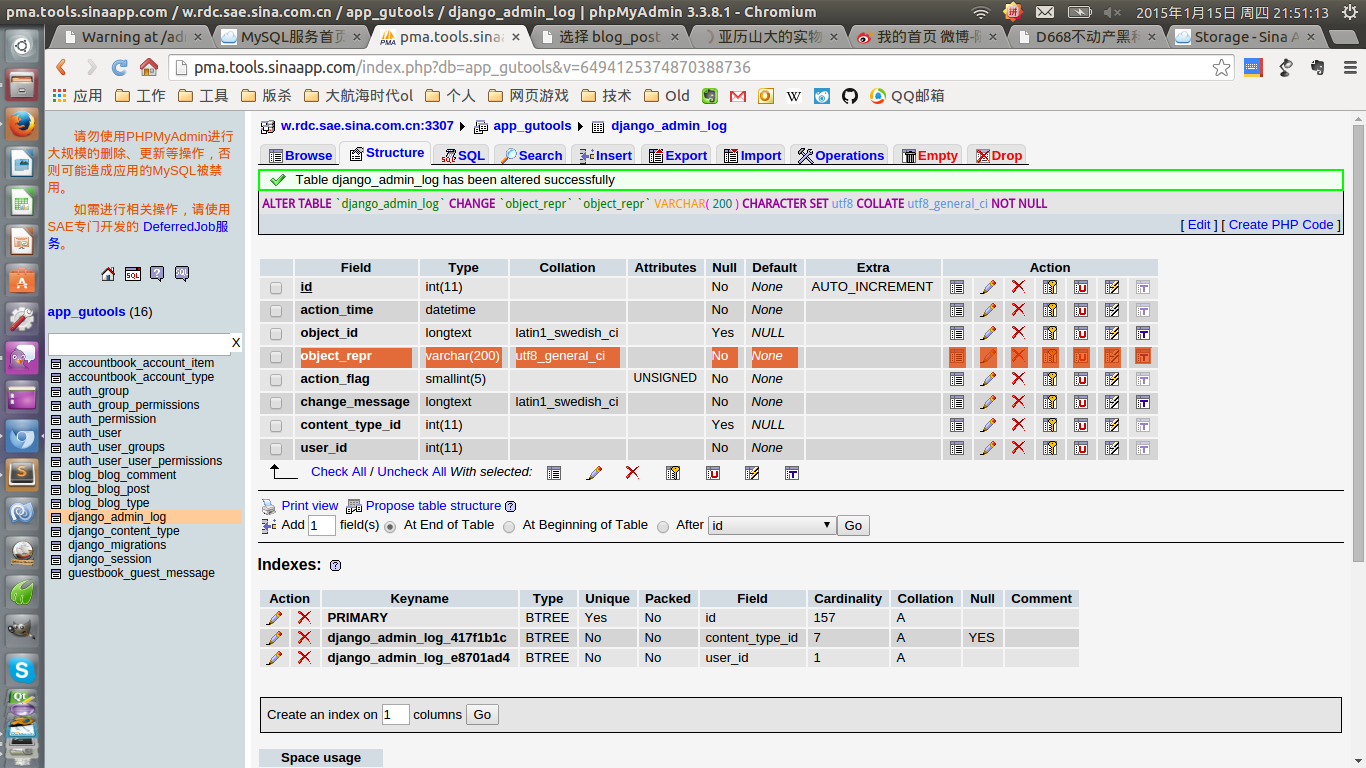 pma.tools.sinaapp.com / w.rdc.sae.sina.com.cn / app_gutools / django_admin_log | phpMyAdmin 3.3.8.1 - Chromium 2015年1月15日 周四 21:51:13
Warning at /ad MySQL服务首页 pma.tools.sinaa 选择 blog_post 亚历山大的实物 我的首页 微博-随 D668不动产黑和 Storage - Sina A
pma.tools.sinaapp.com/index.php?db=app_gutools&v=6494125374870388736
应用 工作 工具 版杀 大航海时代ol 个人 网页游戏 技术 Old QQ邮箱
请勿使用PHPMyAdmin进行
大规模的删除、更新等操作，否
则可能造成应用的MySQL被禁
用。
如需进行相关操作，请使用
SAE专门开发的 DeferredJob服
务。
app_gutools (16)
X
accountbook_account_item
accountbook_account_type
auth_group
auth_group_permissions
auth_permission
auth_user
auth_user_groups
auth_user_user_permissions
blog_blog_comment
blog_blog_post
blog_blog_type
django_admin_log
django_content_type
django_migrations
django_session
guestbook_guest_message
w.rdc.sae.sina.com.cn:3307 app_gutools django_admin_log
Browse Structure SQL Search Insert Export Import Operations Empty Drop
Table django_admin_log has been altered successfully
ALTER TABLE `django_admin_log` CHANGE `object_repr` `object_repr` VARCHAR( 200 ) CHARACTER SET utf8 COLLATE utf8_general_ci NOT NULL
[ Edit ] [ Create PHP Code ]
Field Type Collation Attributes Null Default Extra Action
id int(11) No None AUTO_INCREMENT
action_time datetime No None
object_id longtext latin1_swedish_ci Yes NULL
object_repr varchar(200) utf8_general_ci No None
action_flag smallint(5) UNSIGNED No None
change_message longtext latin1_swedish_ci No None
content_type_id int(11) Yes NULL
user_id int(11) No None
Check All / Uncheck All With selected:
Print view Propose table structure
Add 1 field(s) At End of Table At Beginning of Table After id Go
Indexes:
Action Keyname Type Unique Packed Field Cardinality Collation Null Comment
PRIMARY BTREE Yes No id 157 A
django_admin_log_417f1b1c BTREE No No content_type_id 7 A YES
django_admin_log_e8701ad4 BTREE No No user_id 1 A
Create an index on 1 columns Go
Space usage